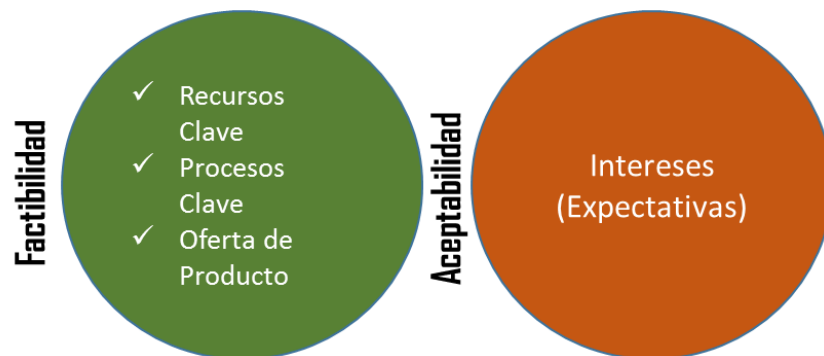 Factibilidad
✓ Recursos
Clave
✓ Procesos
Clave
✓ Oferta de
Producto
Aceptabilidad
Intereses
(Expectativas)